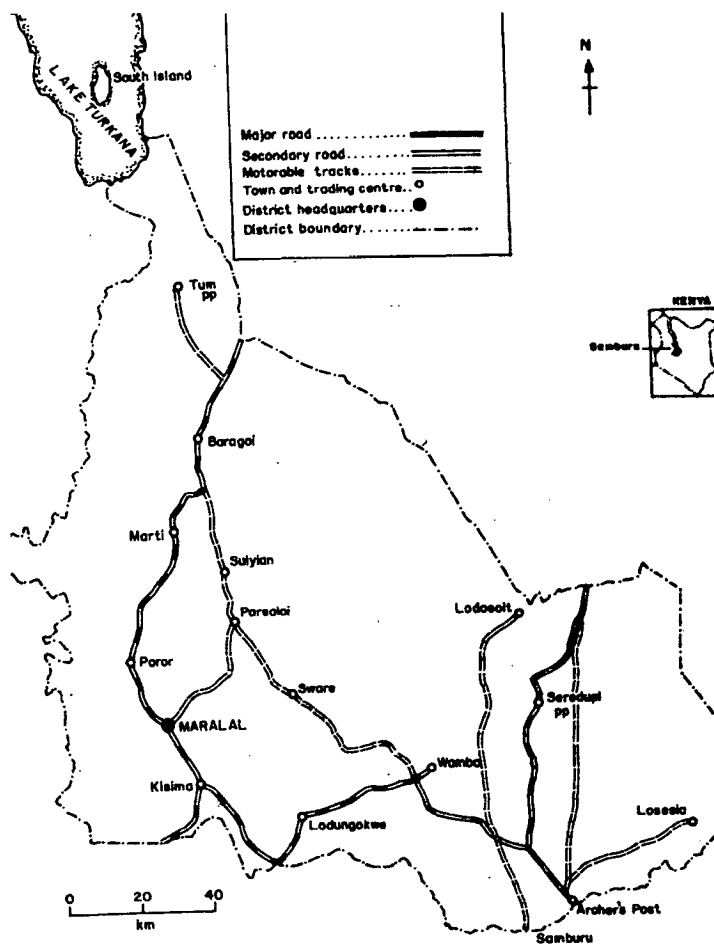 N
LAKE TURKANA
South Island
Major road
Secondary road
Motorable tracks
Town and trading centre
District headquarters
District boundary
Tum
PP
KENYA
Samburu
Baragoi
Marti
Suiyian
Parsaloi
Lodosoit
Poror
Sware
Seredupi
PP
MARALAL
Wamba
Kisima
Lodungokwe
Lossesia
Archer's Post
Samburu
0 20 40
km